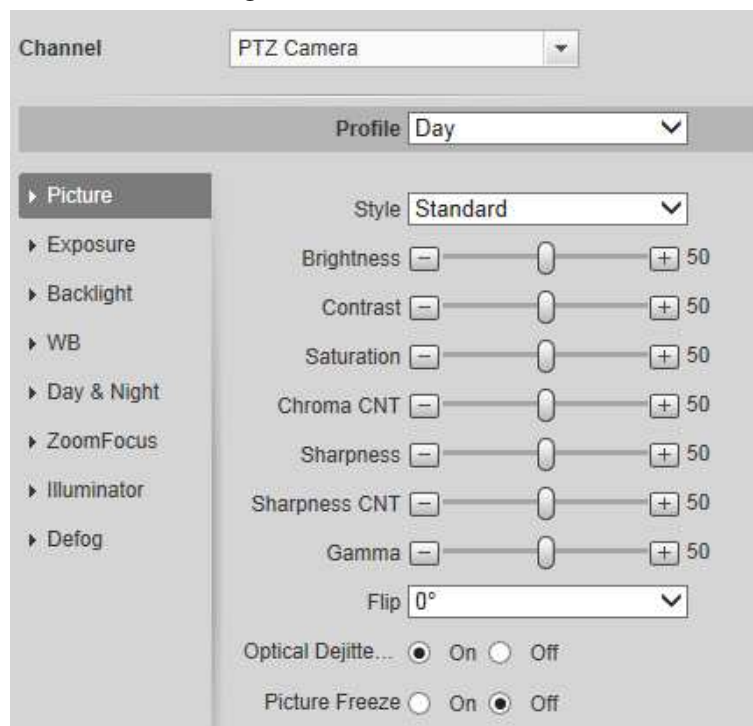 Channel PTZ Camera
Profile Day
Picture
Style Standard
Exposure
Brightness 50
Backlight
Contrast 50
WB
Saturation 50
Day & Night
Chroma CNT 50
ZoomFocus
Sharpness 50
Illuminator
Sharpness CNT 50
Defog
Gamma 50
Flip 0°
Optical Dejitte... On Off
Picture Freeze On Off